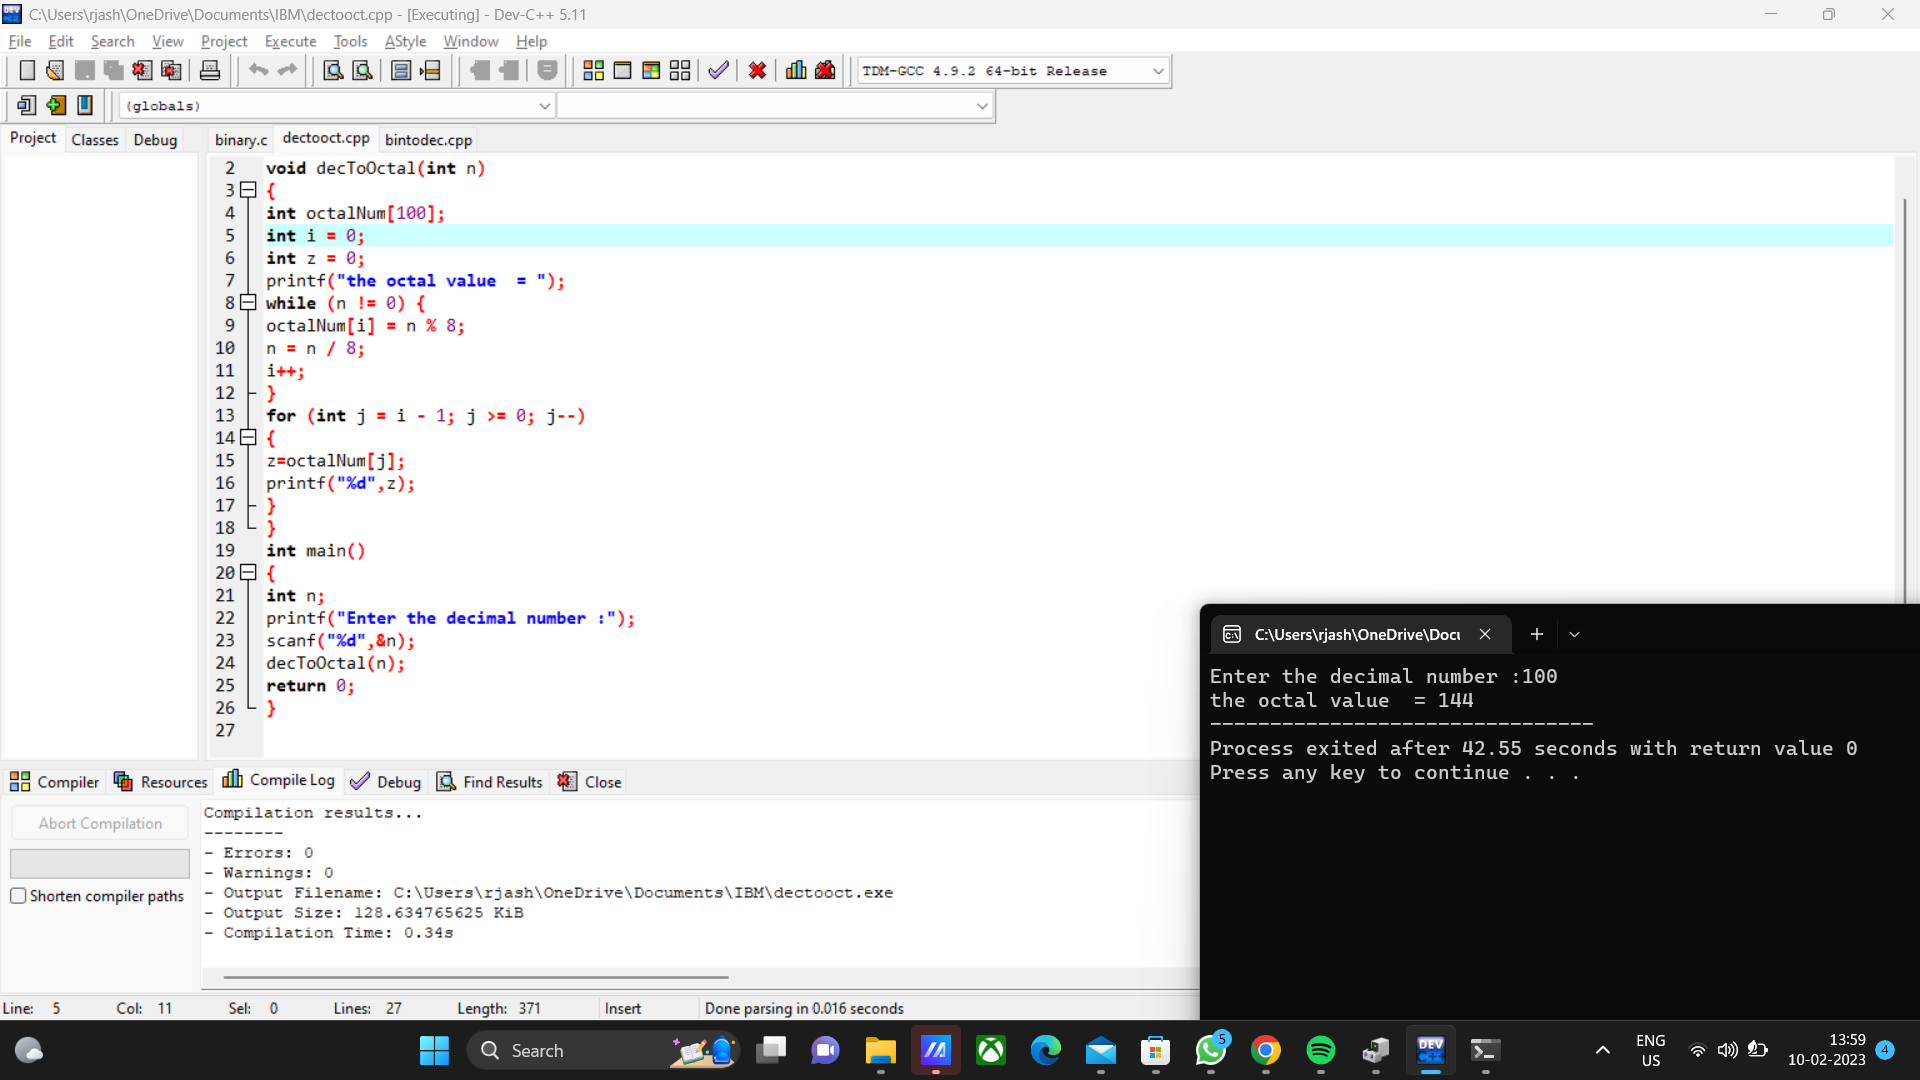 C:\Users\rjash\OneDrive\Documents\IBM\dectooct.cpp - [Executing] - Dev-C++ 5.11
File Edit Search View Project Execute Tools AStyle Window Help
TDM-GCC 4.9.2 64-bit Release
(globals)
Project Classes Debug binary.c dectooct.cpp bintodec.cpp
2 void decToOctal(int n)
3 {
4 int octalNum[100];
5 int i = 0;
6 int z = 0;
7 printf("the octal value  = ");
8 while (n != 0) {
9 octalNum[i] = n % 8;
10 n = n / 8;
11 i++;
12 }
13 for (int j = i - 1; j >= 0; j--)
14 {
15 z=octalNum[j];
16 printf("%d",z);
17 }
18 }
19 int main()
20 {
21 int n;
22 printf("Enter the decimal number :");
23 scanf("%d",&n);
24 decToOctal(n);
25 return 0;
26 }
27
C:\Users\rjash\OneDrive\Docu
Enter the decimal number :100
the octal value  = 144
--------------------------------
Process exited after 42.55 seconds with return value 0
Press any key to continue . . .
Compiler Resources Compile Log Debug Find Results Close
Abort Compilation
Shorten compiler paths
Compilation results...
--------
- Errors: 0
- Warnings: 0
- Output Filename: C:\Users\rjash\OneDrive\Documents\IBM\dectooct.exe
- Output Size: 128.634765625 KiB
- Compilation Time: 0.34s
Line: 5 Col: 11 Sel: 0 Lines: 27 Length: 371 Insert Done parsing in 0.016 seconds
Search
5
DEV C++
ENG
US
13:59
10-02-2023
4